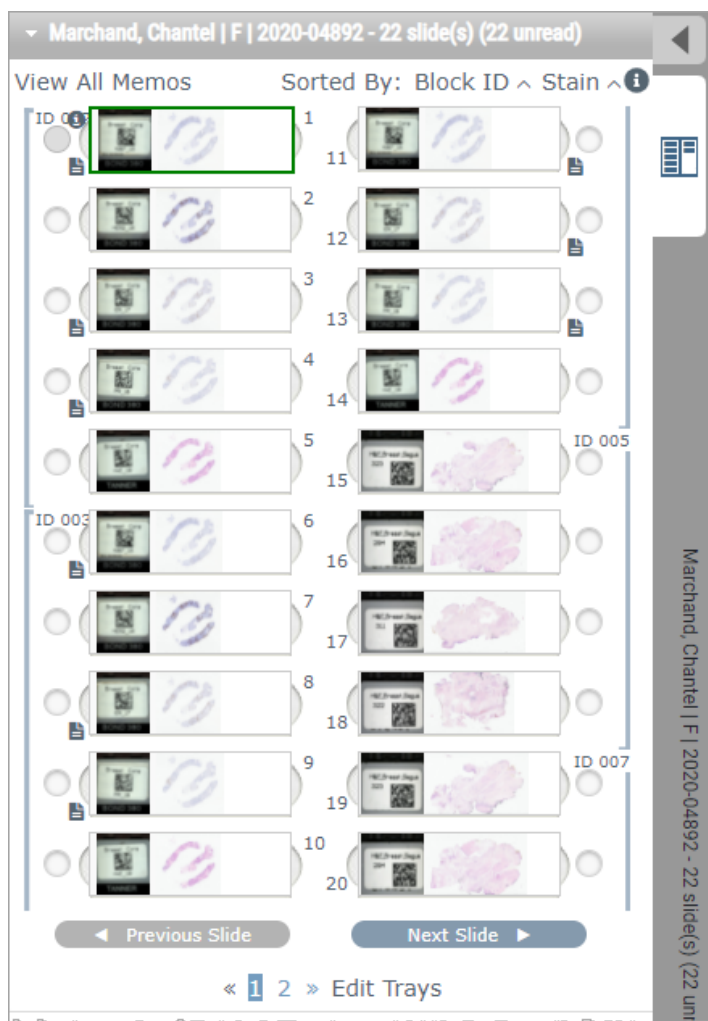 Marchand, Chantel | F | 2020-04892 - 22 slide(s) (22 unread)
View All Memos
Sorted By: Block ID ^ Stain ^
ID
1
11
2
12
3
13
4
14
5
ID 005
15
ID 003
6
16
7
17
8
18
9
ID 007
19
10
20
Previous Slide
Next Slide
« 1 2 » Edit Trays
Marchand, Chantel | F | 2020-04892 - 22 slide(s) (22 unr